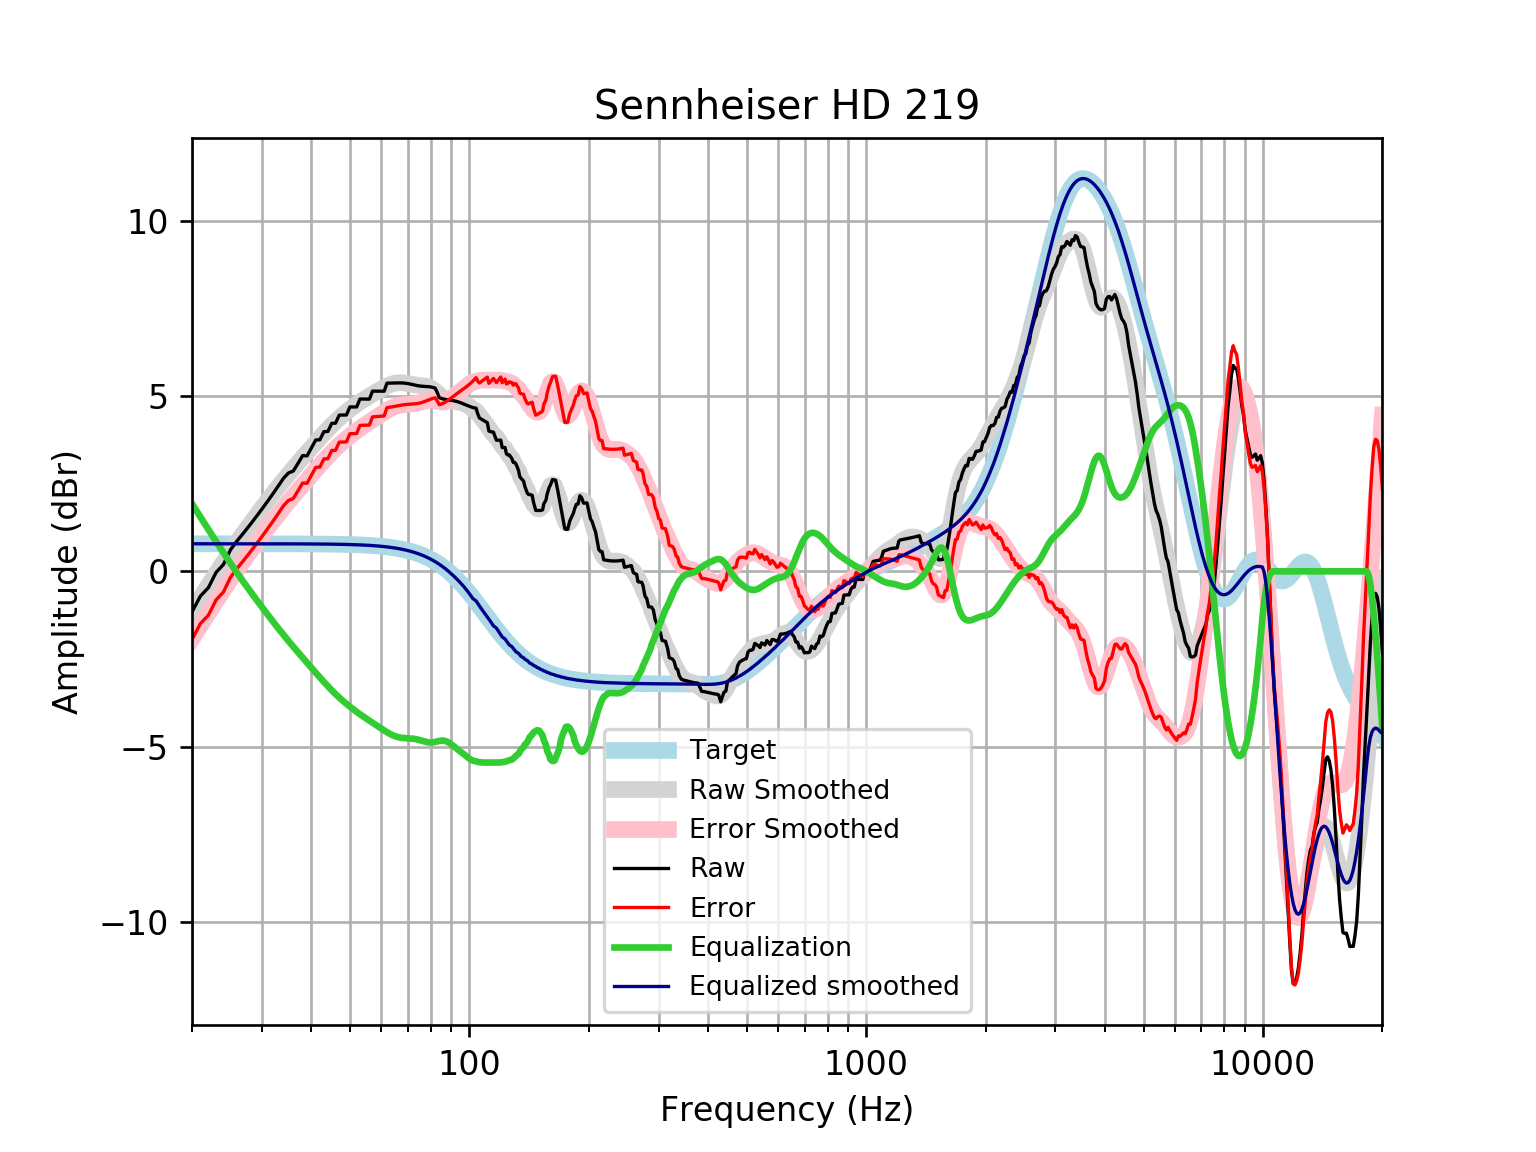 Sennheiser HD 219
Amplitude (dBr)
10
5
0
−5
−10
Target
Raw Smoothed
Error Smoothed
Raw
Error
Equalization
Equalized smoothed
100
1000
10000
Frequency (Hz)